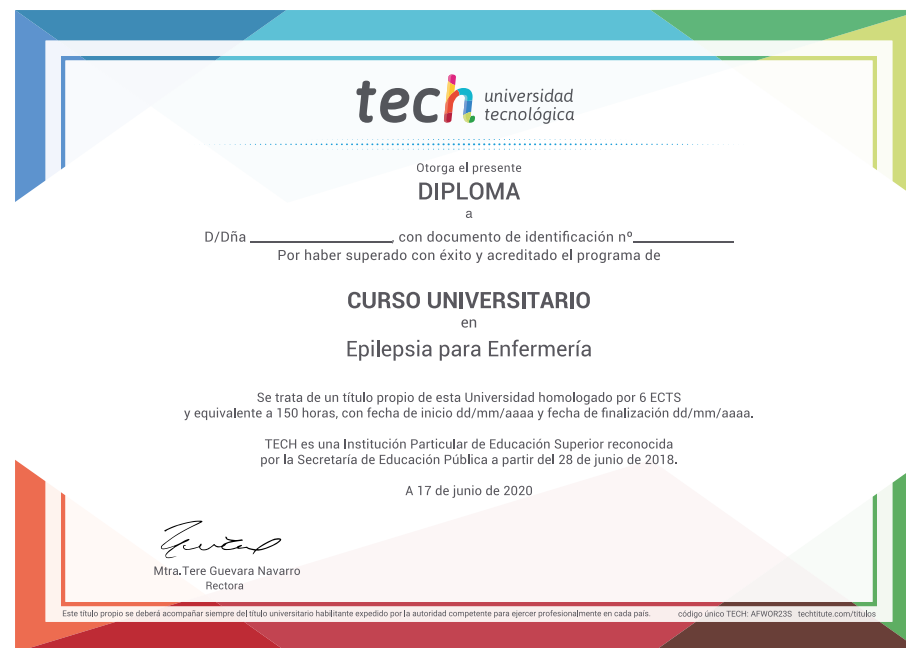 tech universidad
tecnológica
Otorga el presente
DIPLOMA
a
D/Dña ______________, con documento de identificación nº__________
Por haber superado con éxito y acreditado el programa de
CURSO UNIVERSITARIO
en
Epilepsia para Enfermería
Se trata de un título propio de esta Universidad homologado por 6 ECTS
y equivalente a 150 horas, con fecha de inicio dd/mm/aaaa y fecha de finalización dd/mm/aaaa.
TECH es una Institución Particular de Educación Superior reconocida
por la Secretaría de Educación Pública a partir del 28 de junio de 2018.
A 17 de junio de 2020
Mtra.Tere Guevara Navarro
Rectora
Este título propio se deberá acompañar siempre del título universitario habilitante expedido por la autoridad competente para ejercer profesionalmente en cada país. código único TECH: AFWOR23S techtitute.com/titulos